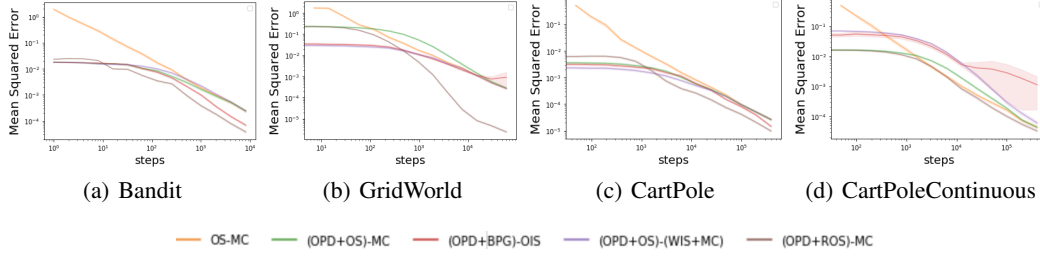 Mean Squared Error
10⁰
10⁻¹
10⁻²
10⁻³
10⁻⁴
10⁰
10¹
10²
10³
10⁴
steps
(a) Bandit
Mean Squared Error
10⁰
10⁻¹
10⁻²
10⁻³
10⁻⁴
10⁻⁵
10¹
10²
10³
10⁴
steps
(b) GridWorld
Mean Squared Error
10⁻¹
10⁻²
10⁻³
10⁻⁴
10⁻⁵
10²
10³
10⁴
10⁵
steps
(c) CartPole
Mean Squared Error
10⁻¹
10⁻²
10⁻³
10⁻⁴
10²
10³
10⁴
10⁵
steps
(d) CartPoleContinuous
OS-MC (OPD+OS)-MC (OPD+BPG)-OIS (OPD+OS)-(WIS+MC) (OPD+ROS)-MC